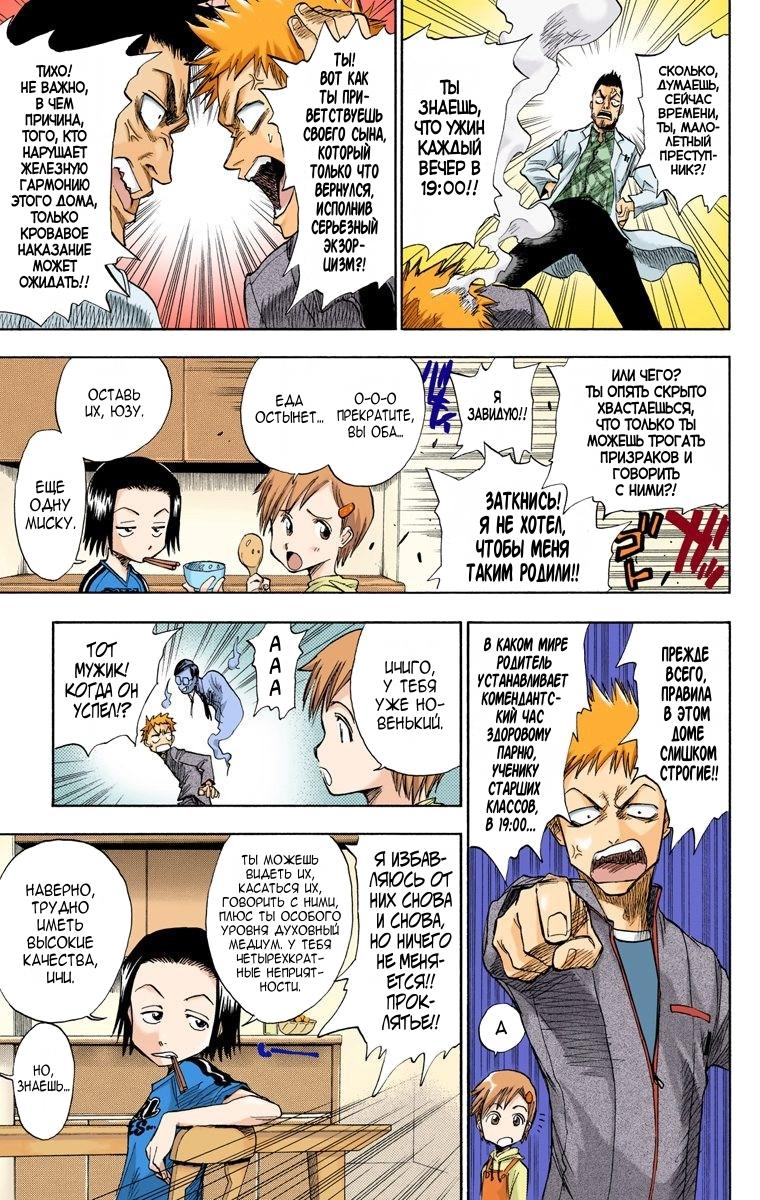 СКОЛЬКО,
ДУМАЕШЬ,
СЕЙЧАС
ВРЕМЕНИ,
ТЫ, МАЛО-
ЛЕТНЫЙ
ПРЕСТУП-
НИК?!
ТЫ
ЗНАЕШЬ,
ЧТО УЖИН
КАЖДЫЙ
ВЕЧЕР В
19:00!!
ТЫ!
ВОТ КАК
ТЫ ПРИ-
ВЕТСТВУЕШЬ
СВОЕГО СЫНА,
КОТОРЫЙ
ТОЛЬКО ЧТО
ВЕРНУЛСЯ,
ИСПОЛНИВ
СЕРЬЕЗНЫЙ
ЭКЗОР-
ЦИЗМ?!
ТИХО!
НЕ ВАЖНО,
В ЧЕМ
ПРИЧИНА,
ТОГО, КТО
НАРУШАЕТ
ЖЕЛЕЗНУЮ
ГАРМОНИЮ
ЭТОГО ДОМА,
ТОЛЬКО
КРОВАВОЕ
НАКАЗАНИЕ
МОЖЕТ
ОЖИДАТЬ!!
ИЛИ ЧЕГО?
ТЫ ОПЯТЬ СКРЫТО
ХВАСТАЕШЬСЯ,
ЧТО ТОЛЬКО ТЫ
МОЖЕШЬ ТРОГАТЬ
ПРИЗРАКОВ И
ГОВОРИТЬ
С НИМИ?!
Я
ЗАВИДУЮ!!
ЗАТКНИСЬ!
Я НЕ ХОТЕЛ,
ЧТОБЫ МЕНЯ
ТАКИМ РОДИЛИ!!
ゴト
О-О-О
ПРЕКРАТИТЕ,
ВЫ ОБА...
ЕДА
ОСТЫНЕТ...
ОСТАВЬ
ИХ, ЮЗУ.
ЕЩЕ
ОДНУ
МИСКУ.
ПРЕЖДЕ
ВСЕГО,
ПРАВИЛА
В ЭТОМ
ДОМЕ
СЛИШКОМ
СТРОГИЕ!!
В КАКОМ МИРЕ
РОДИТЕЛЬ
УСТАНАВЛИВАЕТ
КОМЕНДАНТС-
КИЙ ЧАС
ЗДОРОВОМУ
ПАРНЮ,
УЧЕНИКУ
СТАРШИХ
КЛАССОВ,
В 19:00...
А
ИЧИГО,
У ТЕБЯ
УЖЕ НО-
ВЕНЬКИЙ.
А
А
А
ТОТ
МУЖИК!
КОГДА ОН
УСПЕЛ!?
Я ИЗБАВ-
ЛЯЮСЬ ОТ
НИХ СНОВА
И СНОВА,
НО НИЧЕГО
НЕ МЕНЯ-
ЕТСЯ!!
ПРОК-
ЛЯТЬЕ!!
ТЫ МОЖЕШЬ
ВИДЕТЬ ИХ,
КАСАТЬСЯ ИХ,
ГОВОРИТЬ С НИМИ,
ПЛЮС ТЫ ОСОБОГО
УРОВНЯ ДУХОВНЫЙ
МЕДИУМ. У ТЕБЯ
ЧЕТЫРЕХКРАТ-
НЫЕ НЕПРИЯТ-
НОСТИ.
НАВЕРНО,
ТРУДНО
ИМЕТЬ
ВЫСОКИЕ
КАЧЕСТВА,
ИЧИ.
НО,
ЗНАЕШЬ...